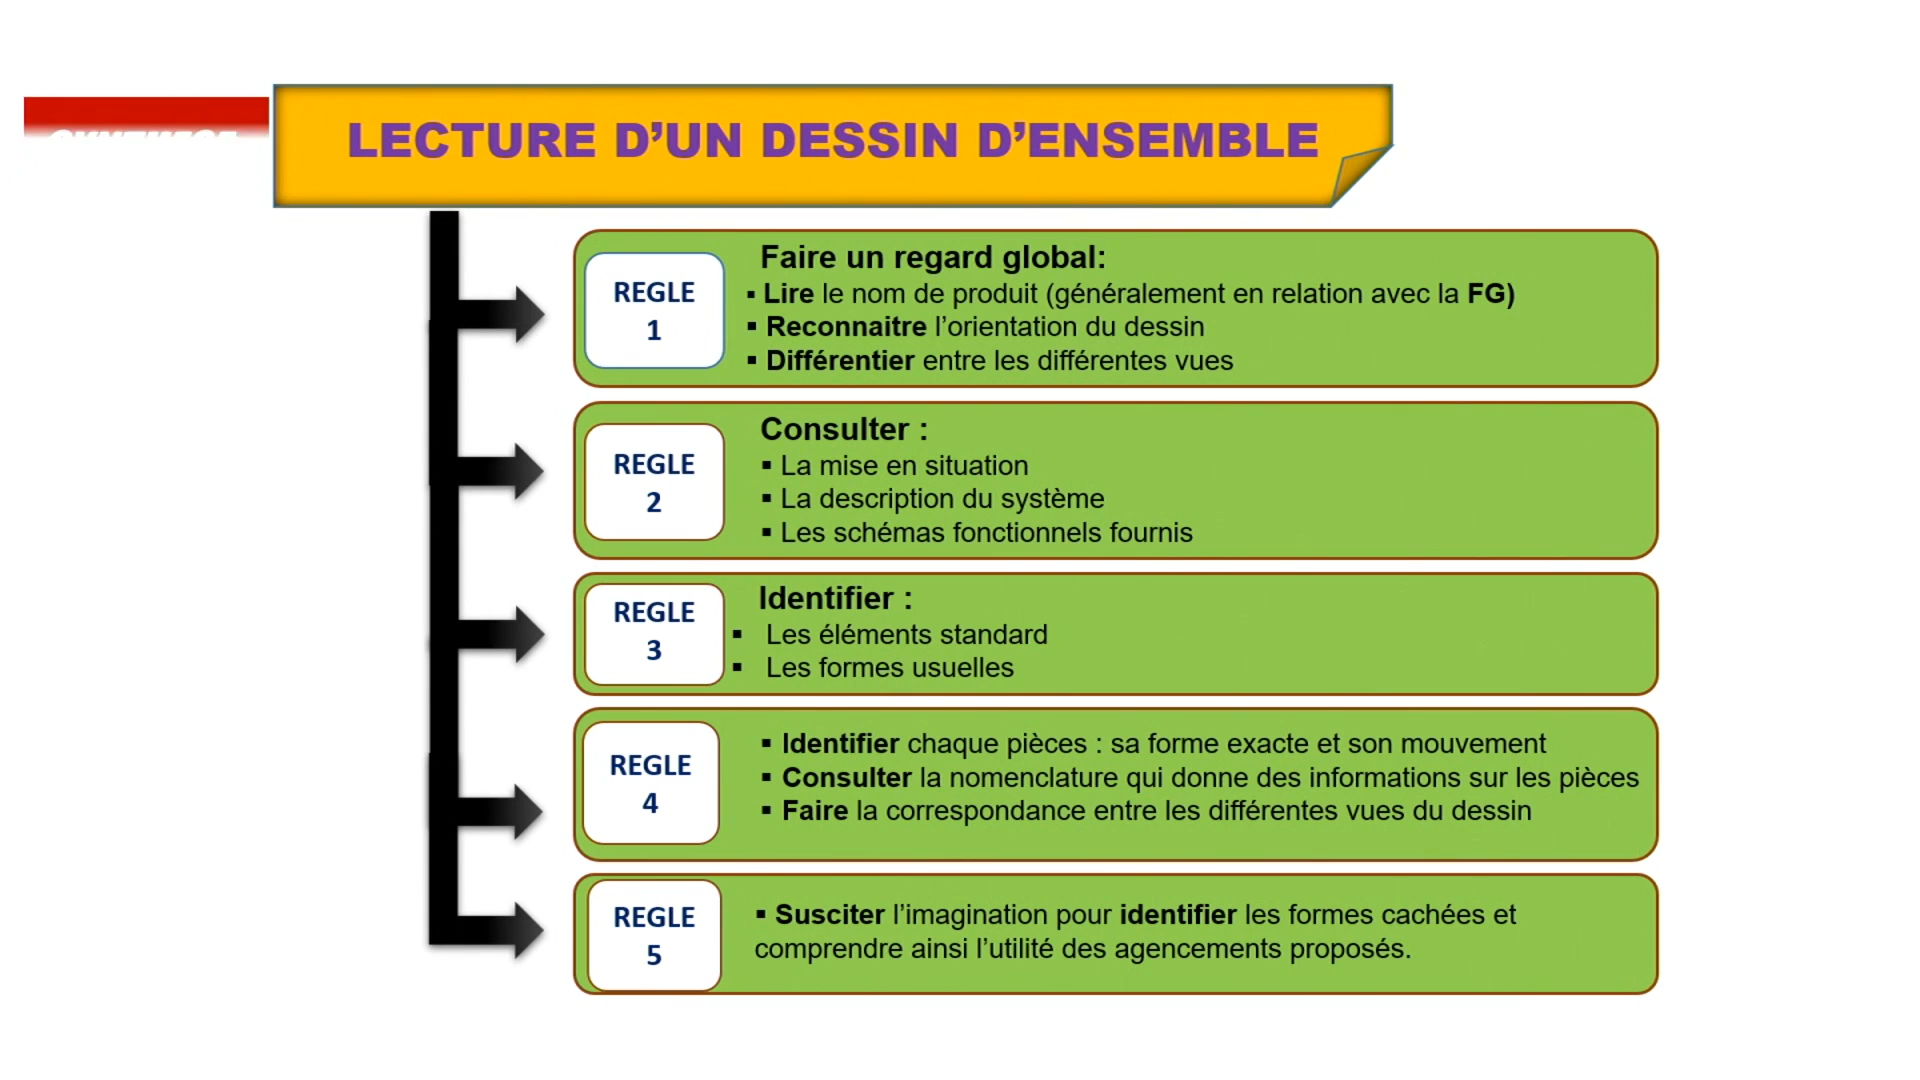 LECTURE D’UN DESSIN D’ENSEMBLE
REGLE
1
Faire un regard global:
▪ Lire le nom de produit (généralement en relation avec la FG)
▪ Reconnaitre l’orientation du dessin
▪ Différentier entre les différentes vues
REGLE
2
Consulter :
▪ La mise en situation
▪ La description du système
▪ Les schémas fonctionnels fournis
REGLE
3
Identifier :
▪ Les éléments standard
▪ Les formes usuelles
REGLE
4
▪ Identifier chaque pièces : sa forme exacte et son mouvement
▪ Consulter la nomenclature qui donne des informations sur les pièces
▪ Faire la correspondance entre les différentes vues du dessin
REGLE
5
▪ Susciter l’imagination pour identifier les formes cachées et
comprendre ainsi l’utilité des agencements proposés.